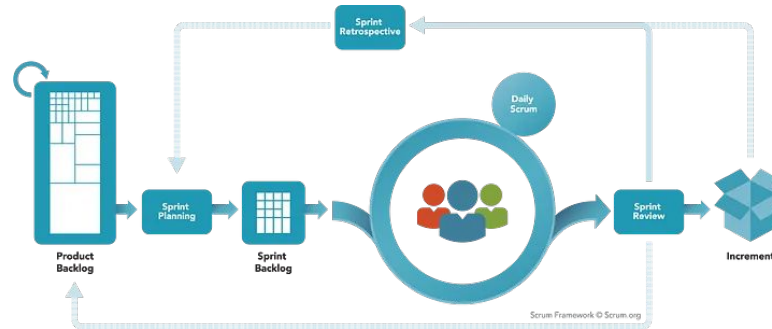 Sprint
Retrospective
Daily
Scrum
Sprint
Planning
Sprint
Review
Product
Backlog
Sprint
Backlog
Increment
Scrum Framework © Scrum.org